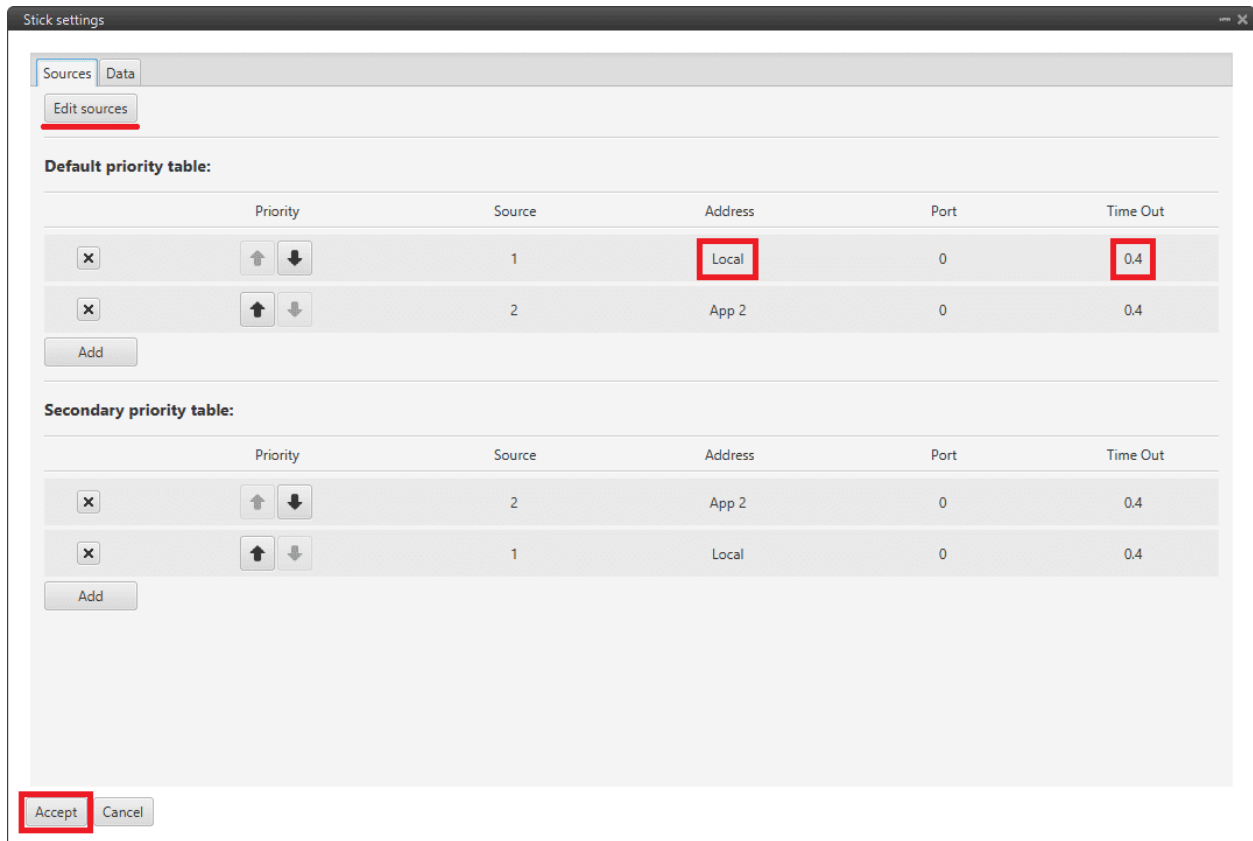 Stick settings
Sources Data
Edit sources
Default priority table:
Priority Source Address Port Time Out
1 Local 0 0.4
2 App 2 0 0.4
Add
Secondary priority table:
Priority Source Address Port Time Out
2 App 2 0 0.4
1 Local 0 0.4
Add
Accept Cancel